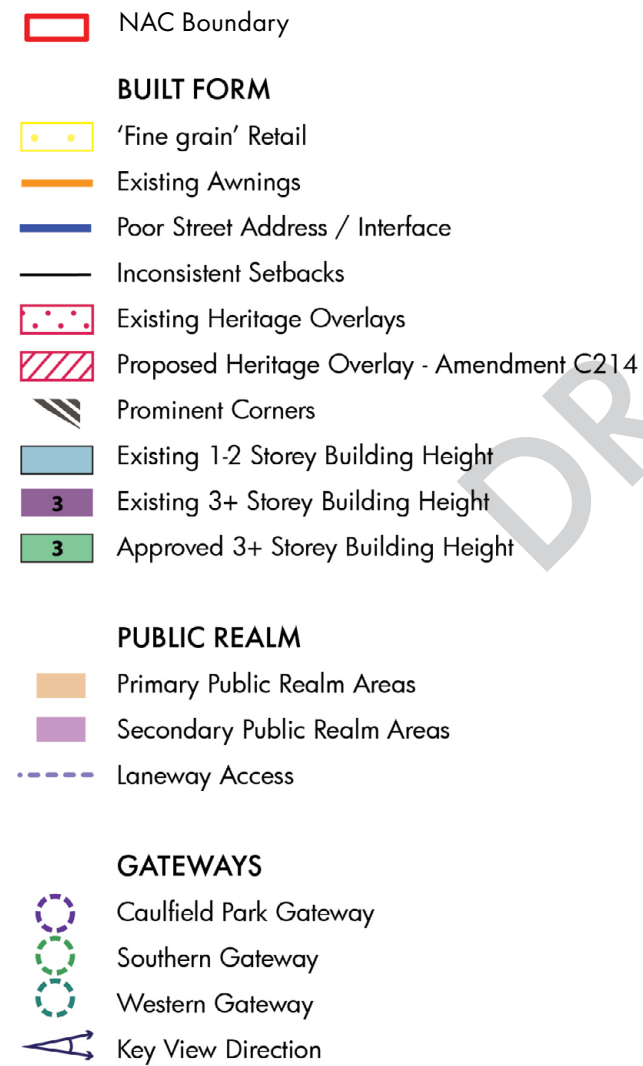 NAC Boundary
BUILT FORM
'Fine grain' Retail
Existing Awnings
Poor Street Address / Interface
Inconsistent Setbacks
Existing Heritage Overlays
Proposed Heritage Overlay - Amendment C214
Prominent Corners
Existing 1-2 Storey Building Height
3 Existing 3+ Storey Building Height
3 Approved 3+ Storey Building Height
PUBLIC REALM
Primary Public Realm Areas
Secondary Public Realm Areas
Laneway Access
GATEWAYS
Caulfield Park Gateway
Southern Gateway
Western Gateway
Key View Direction
DR